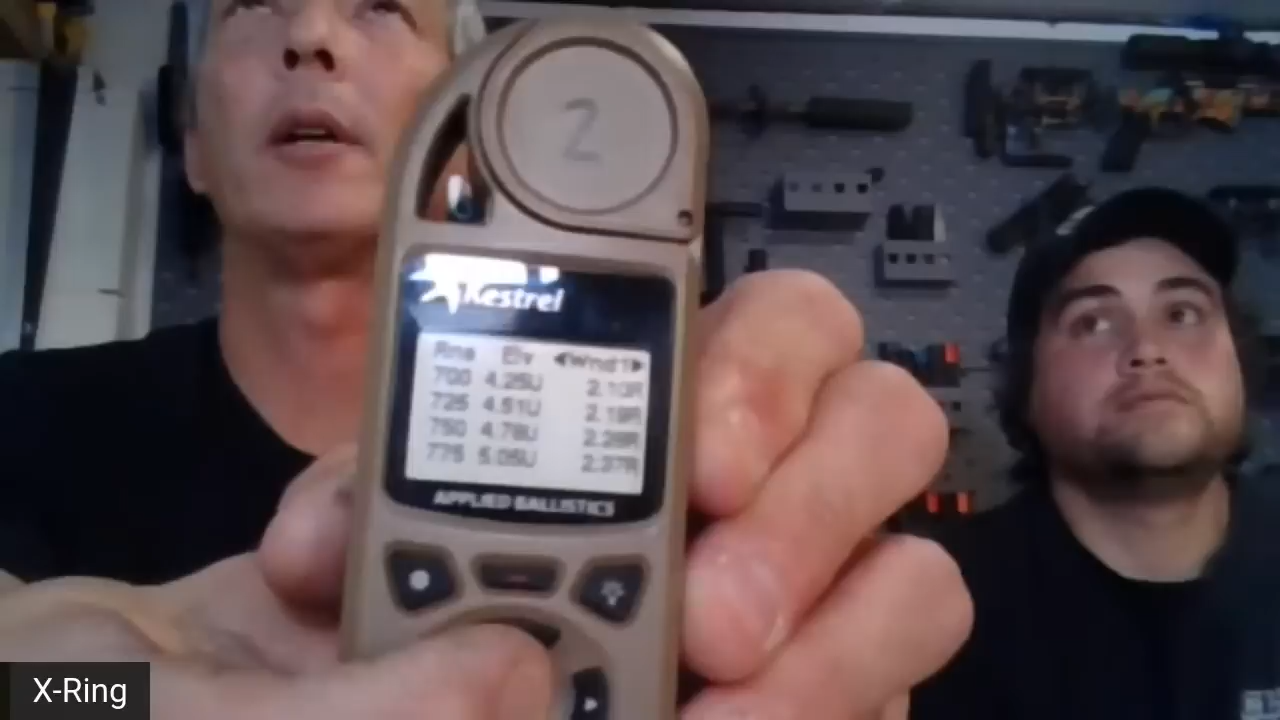 2
Kestrel
Rng Elv ◀Wnd1▶
700 4.25U 2.10R
725 4.51U 2.19R
750 4.78U 2.28R
775 5.05U 2.37R
APPLIED BALLISTICS
X-Ring